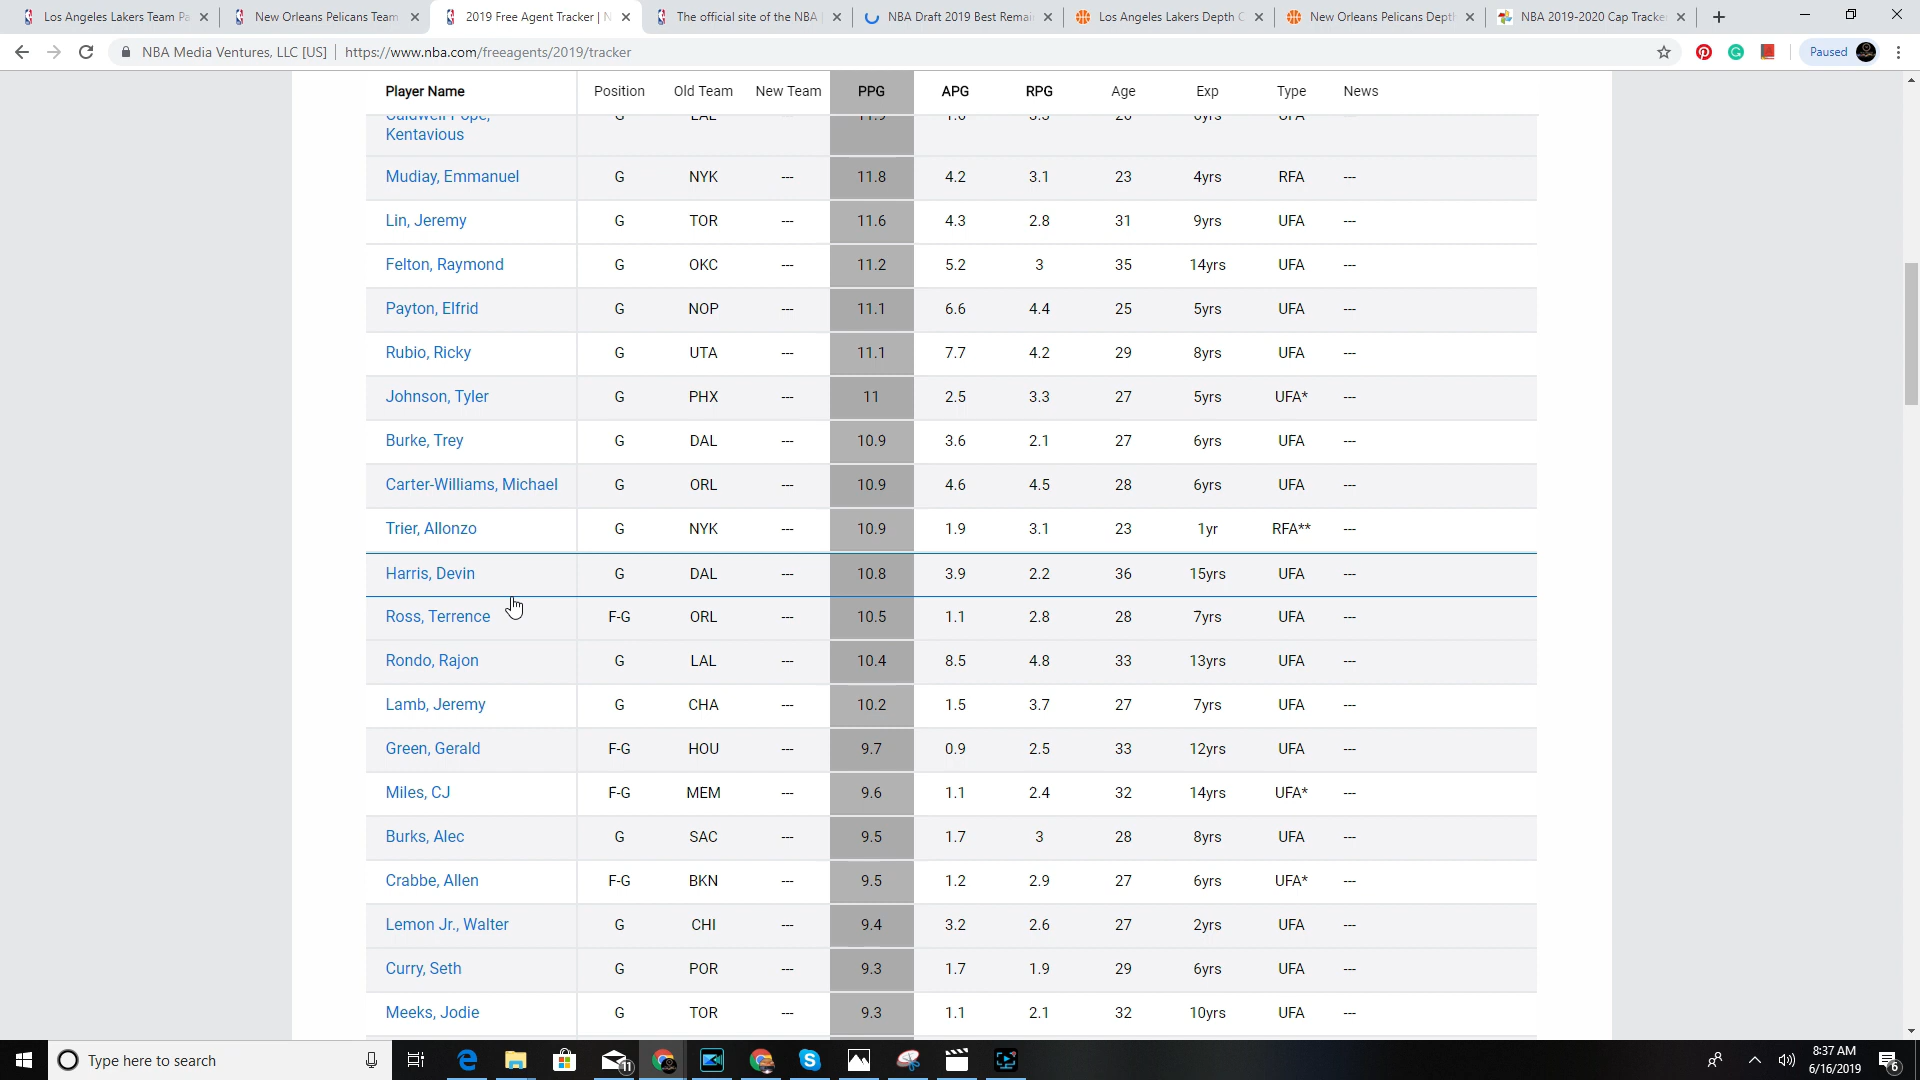 Los Angeles Lakers Team Pa
New Orleans Pelicans Team
2019 Free Agent Tracker | N
The official site of the NBA
NBA Draft 2019 Best Remai
Los Angeles Lakers Depth C
New Orleans Pelicans Dept
NBA 2019-2020 Cap Tracke
NBA Media Ventures, LLC [US] | https://www.nba.com/freeagents/2019/tracker
Paused
Player Name Position Old Team New Team PPG APG RPG Age Exp Type News
Caldwell-Pope, G LAL
Kentavious
Mudiay, Emmanuel G NYK --- 11.8 4.2 3.1 23 4yrs RFA ---
Lin, Jeremy G TOR --- 11.6 4.3 2.8 31 9yrs UFA ---
Felton, Raymond G OKC --- 11.2 5.2 3 35 14yrs UFA ---
Payton, Elfrid G NOP --- 11.1 6.6 4.4 25 5yrs UFA ---
Rubio, Ricky G UTA --- 11.1 7.7 4.2 29 8yrs UFA ---
Johnson, Tyler G PHX --- 11 2.5 3.3 27 5yrs UFA* ---
Burke, Trey G DAL --- 10.9 3.6 2.1 27 6yrs UFA ---
Carter-Williams, Michael G ORL --- 10.9 4.6 4.5 28 6yrs UFA ---
Trier, Allonzo G NYK --- 10.9 1.9 3.1 23 1yr RFA** ---
Harris, Devin G DAL --- 10.8 3.9 2.2 36 15yrs UFA ---
Ross, Terrence F-G ORL --- 10.5 1.1 2.8 28 7yrs UFA ---
Rondo, Rajon G LAL --- 10.4 8.5 4.8 33 13yrs UFA ---
Lamb, Jeremy G CHA --- 10.2 1.5 3.7 27 7yrs UFA ---
Green, Gerald F-G HOU --- 9.7 0.9 2.5 33 12yrs UFA ---
Miles, CJ F-G MEM --- 9.6 1.1 2.4 32 14yrs UFA* ---
Burks, Alec G SAC --- 9.5 1.7 3 28 8yrs UFA ---
Crabbe, Allen F-G BKN --- 9.5 1.2 2.9 27 6yrs UFA* ---
Lemon Jr., Walter G CHI --- 9.4 3.2 2.6 27 2yrs UFA ---
Curry, Seth G POR --- 9.3 1.7 1.9 29 6yrs UFA ---
Meeks, Jodie G TOR --- 9.3 1.1 2.1 32 10yrs UFA ---
Type here to search
11
8:37 AM
6/16/2019
6